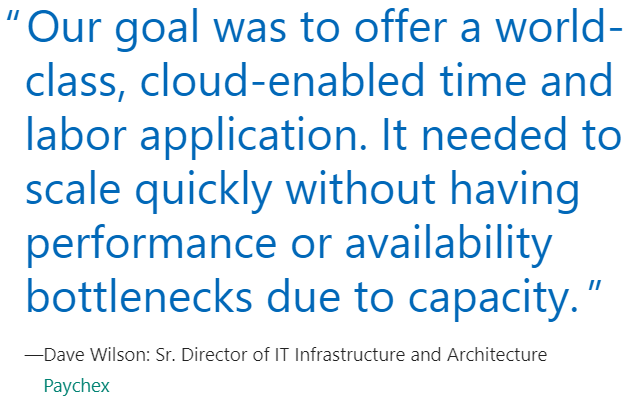 “Our goal was to offer a world-
class, cloud-enabled time and
labor application. It needed to
scale quickly without having
performance or availability
bottlenecks due to capacity.”
—Dave Wilson: Sr. Director of IT Infrastructure and Architecture
Paychex